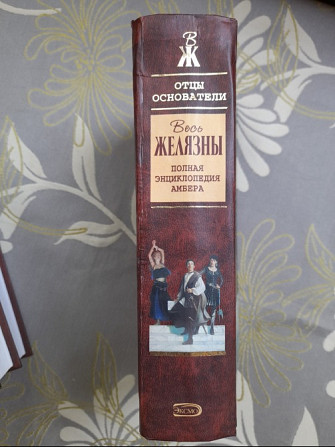 В
Ж
ОТЦЫ
ОСНОВАТЕЛИ
Весь
ЖЕЛЯЗНЫ
ПОЛНАЯ
ЭНЦИКЛОПЕДИЯ
АМБЕРА
ЭКСМО